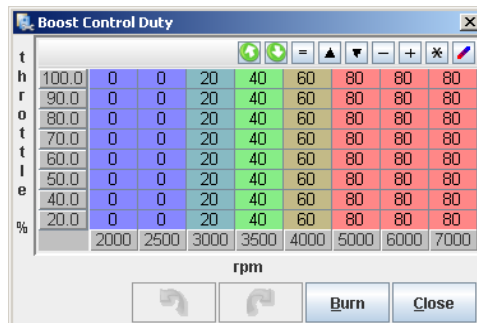 Boost Control Duty
throttle %
= - + *
100.0 0 0 20 40 60 80 80 80
90.0 0 0 20 40 60 80 80 80
80.0 0 0 20 40 60 80 80 80
70.0 0 0 20 40 60 80 80 80
60.0 0 0 20 40 60 80 80 80
50.0 0 0 20 40 60 80 80 80
40.0 0 0 20 40 60 80 80 80
20.0 0 0 20 40 60 80 80 80
2000 2500 3000 3500 4000 5000 6000 7000
rpm
Burn Close